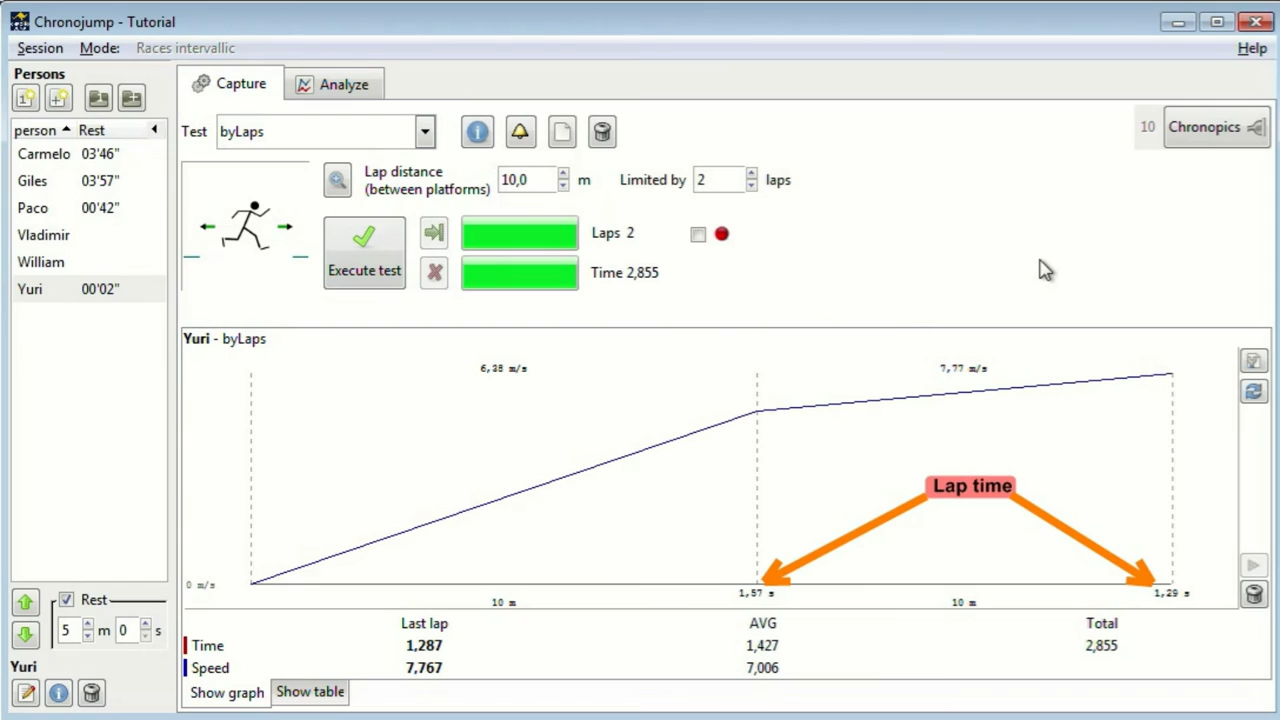 Chronojump - Tutorial
Session Mode: Races intervallic Help
Persons
person Rest
Carmelo 03'46"
Giles 03'57"
Paco 00'42"
Vladimir
William
Yuri 00'02"
Rest
5 m 0 s
Yuri
Capture Analyze
Test byLaps
10 Chronopics
Lap distance
(between platforms) 10,0 m Limited by 2 laps
Execute test
Laps 2
Time 2,855
Yuri - byLaps
6,38 m/s 7,77 m/s
Lap time
0 m/s
1,57 s 1,29 s
10 m 10 m
Last lap AVG Total
Time 1,287 1,427 2,855
Speed 7,767 7,006
Show graph Show table